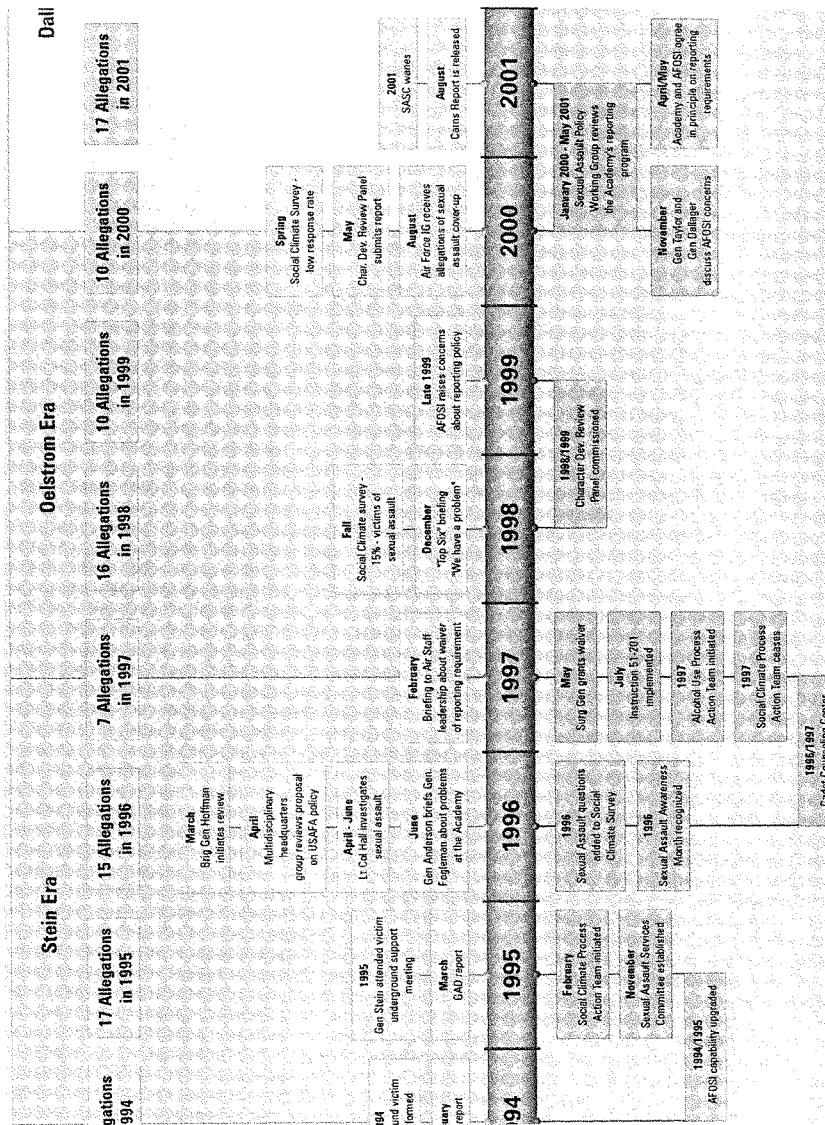 Stein Era
Oelstrom Era
Dall
gations
994
17 Allegations
in 1995
15 Allegations
in 1996
7 Allegations
in 1997
16 Allegations
in 1998
10 Allegations
in 1999
10 Allegations
in 2000
17 Allegations
in 2001
94
und victim
formed
uary
report
1995
Gen Stein attended victim
underground support
meeting
March
GAO report
March
Brig Gen Hoffman
initiates review
April
Multidisciplinary
headquarters
group reviews proposal
on USAFA policy
April - June
Lt Col Hall investigates
sexual assault
June
Gen Anderson briefs Gen.
Fogleman about problems
at the Academy
February
Briefing to Air Staff
leadership about waiver
of reporting requirement
Fall
Social Climate survey -
15% - victims of
sexual assault
December
"Top Six" briefing
"We have a problem"
Late 1999
AFOSI raises concerns
about reporting policy
Spring
Social Climate Survey -
low response rate
May
Char. Dev. Review Panel
submits report
August
Air Force IG receives
allegations of sexual
assault cover-up
2001
SASC wanes
August
Carns Report is released
94
1995
1996
1997
1998
1999
2000
2001
1994/1995
AFOSI capability upgraded
February
Social Climate Process
Action Team initiated
November
Sexual Assault Services
Committee established
1996
Sexual Assault questions
added to Social
Climate Survey
1996
Sexual Assault Awareness
Month recognized
1996/1997
Cadet Counseling Center
May
Surg Gen grants waiver
July
Instruction 51-201
implemented
1997
Alcohol Use Process
Action Team initiated
1997
Social Climate Process
Action Team ceases
1998/1999
Character Dev. Review
Panel commissioned
January 2000 - May 2001
Sexual Assault Policy
Working Group reviews
the Academy's reporting
program
November
Gen Taylor and
Gen Dallager
discuss AFOSI concerns
April/May
Academy and AFOSI agree
in principle on reporting
requirements